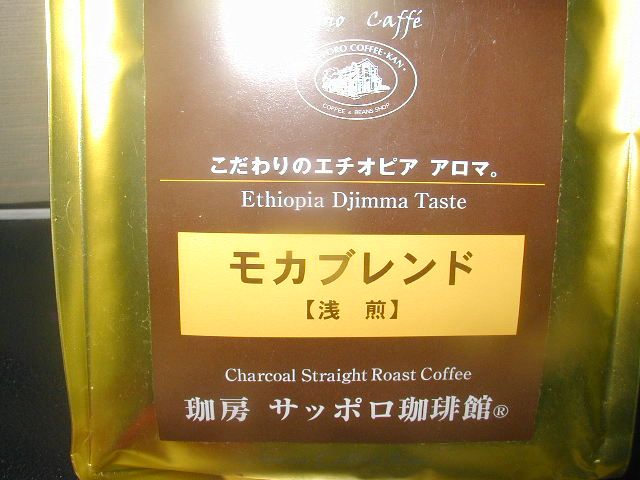 Caffé
COFFEE-KAN
COFFEE & BEANS SHOP
こだわりのエチオピア アロマ。
Ethiopia Djimma Taste
モカブレンド
【浅 煎】
Charcoal Straight Roast Coffee
珈房 サッポロ珈琲館®